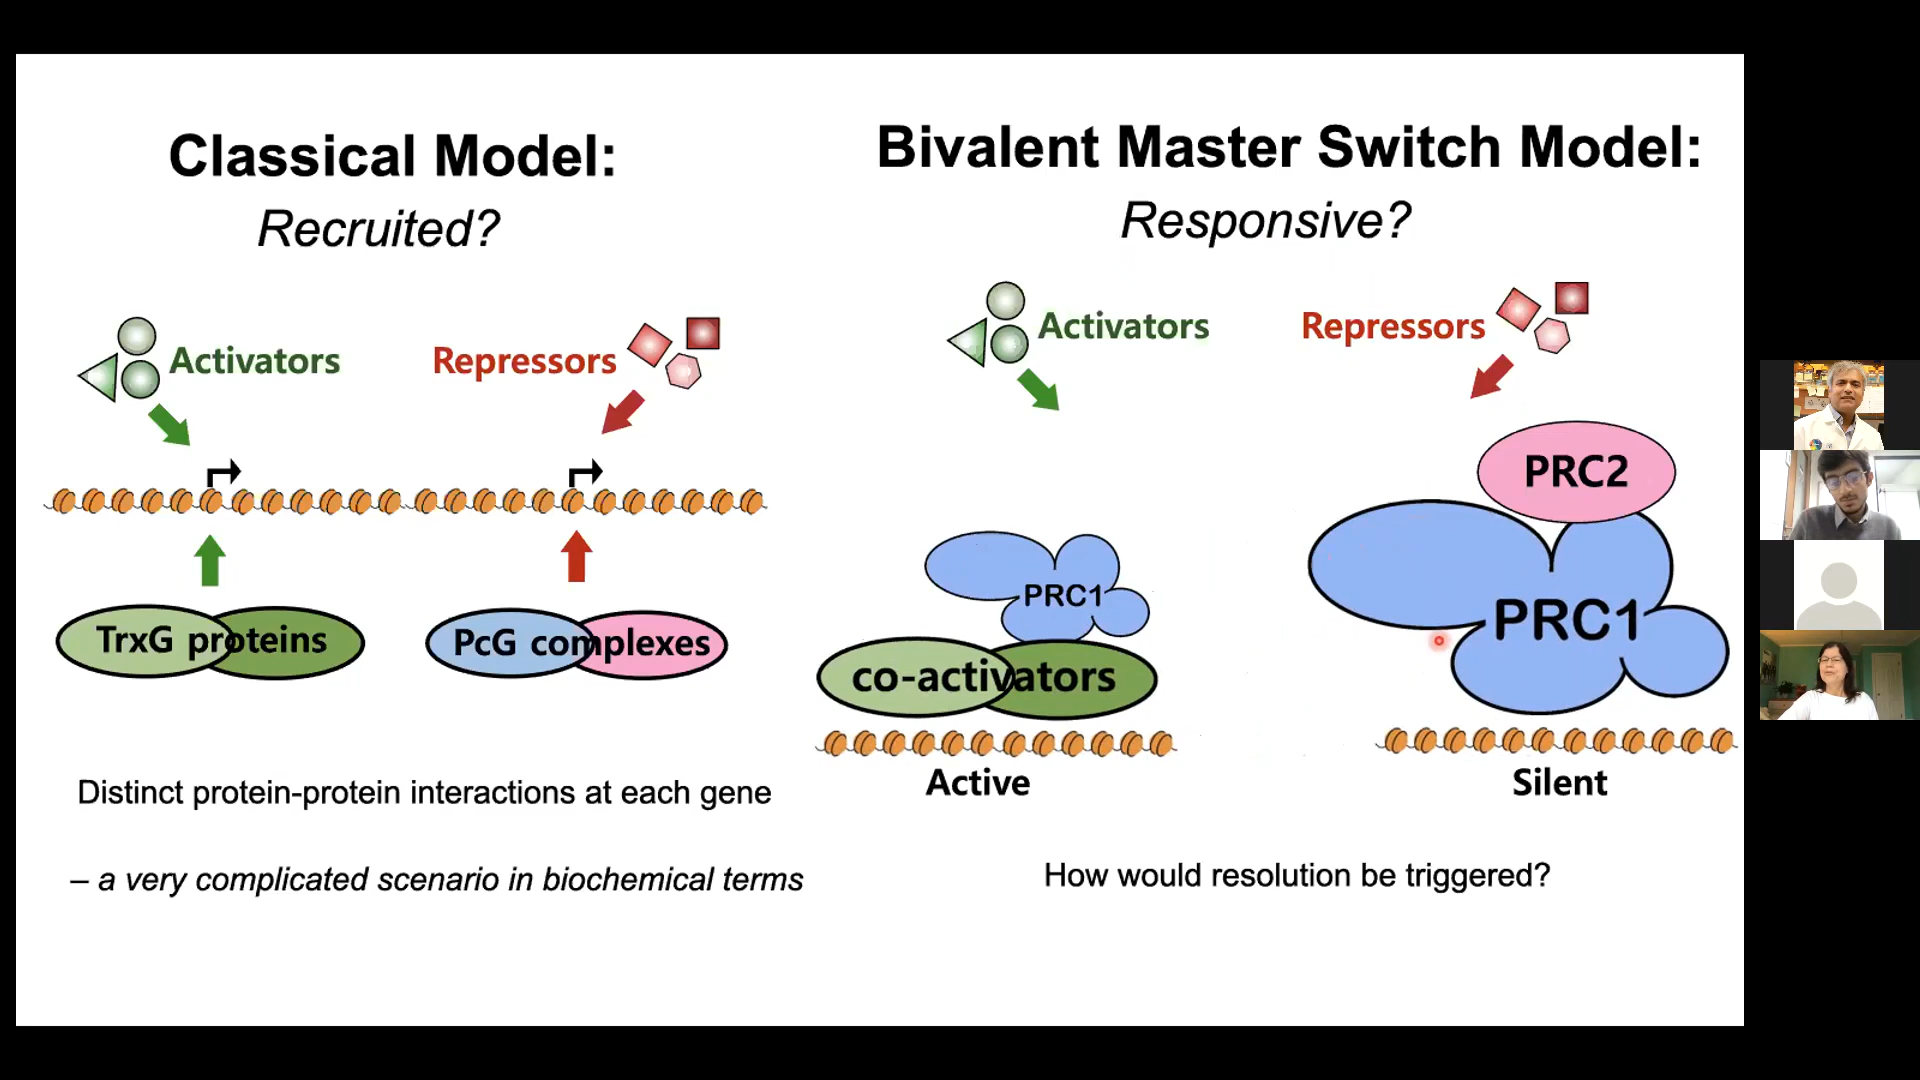 Classical Model:
Recruited?
Activators
Repressors
TrxG proteins
PcG complexes
Distinct protein-protein interactions at each gene
– a very complicated scenario in biochemical terms
Bivalent Master Switch Model:
Responsive?
Activators
Repressors
PRC2
PRC1
PRC1
co-activators
Active
Silent
How would resolution be triggered?